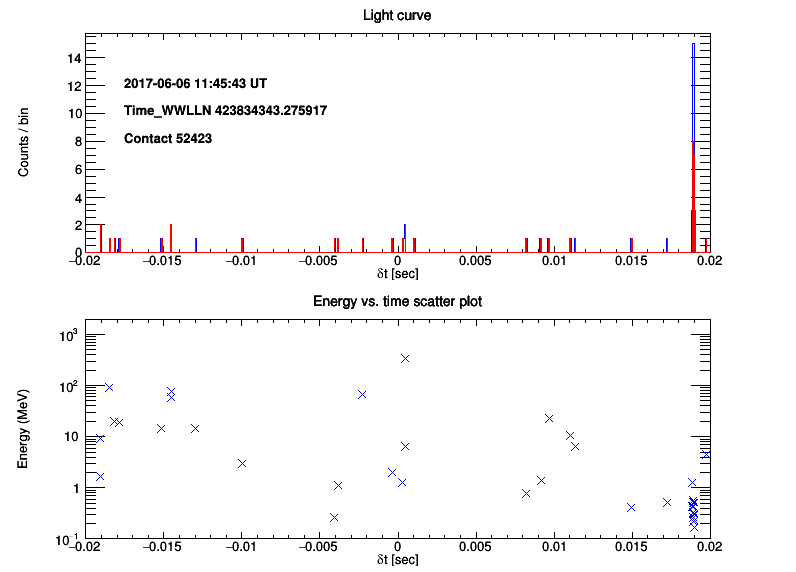 Light curve
14
12
10
8
6
4
2
0
Counts / bin
2017-06-06 11:45:43 UT
Time_WWLLN 423834343.275917
Contact 52423
−0.02 −0.015 −0.01 −0.005 0 0.005 0.01 0.015 0.02
δt [sec]
Energy vs. time scatter plot
10³
10²
10
1
10⁻¹
Energy (MeV)
−0.02 −0.015 −0.01 −0.005 0 0.005 0.01 0.015 0.02
δt [sec]